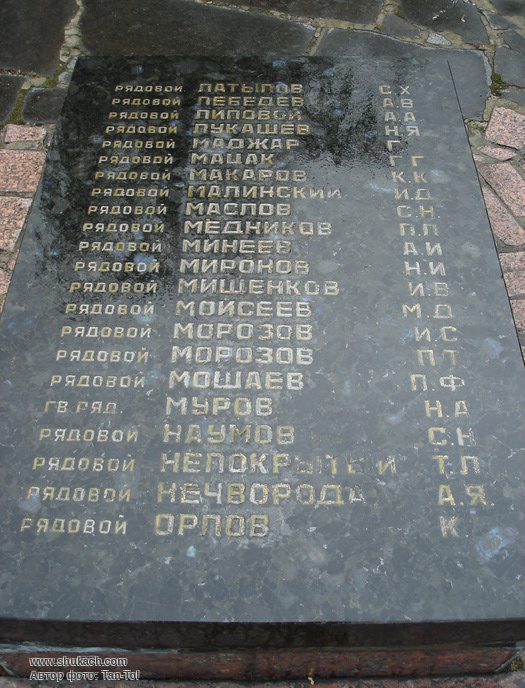 РЯДОВОЙ ЛАТЫПОВ С.Х
РЯДОВОЙ ЛЕБЕДЕВ А.В
РЯДОВОЙ ЛИПОВОЙ А.А
РЯДОВОЙ ЛУКАШЕВ Н.Я
РЯДОВОЙ МАДЖАР Г.
РЯДОВОЙ МАЦАК Г.Г
РЯДОВОЙ МАКАРОВ К.К
РЯДОВОЙ МАЛИНСКИЙ И.Д
РЯДОВОЙ МАСЛОВ С.Н.
РЯДОВОЙ МЕДНИКОВ П.П
РЯДОВОЙ МИНЕЕВ А.И
РЯДОВОЙ МИРОНОВ Н.И
РЯДОВОЙ МИЩЕНКОВ И.В
РЯДОВОЙ МОЙСЕЕВ М.Д
РЯДОВОЙ МОРОЗОВ И.С
РЯДОВОЙ МОРОЗОВ П.Т
РЯДОВОЙ МОШАЕВ П.Ф
ГВ.РЯД. МУРОВ Н.А
РЯДОВОЙ НАУМОВ С.Н
РЯДОВОЙ НЕПОКРЫТЫЙ Т.П
РЯДОВОЙ НЕЧВОРОДА А.Я.
РЯДОВОЙ ОРЛОВ К
www.shukach.com
Автор фото: Tan-Tol